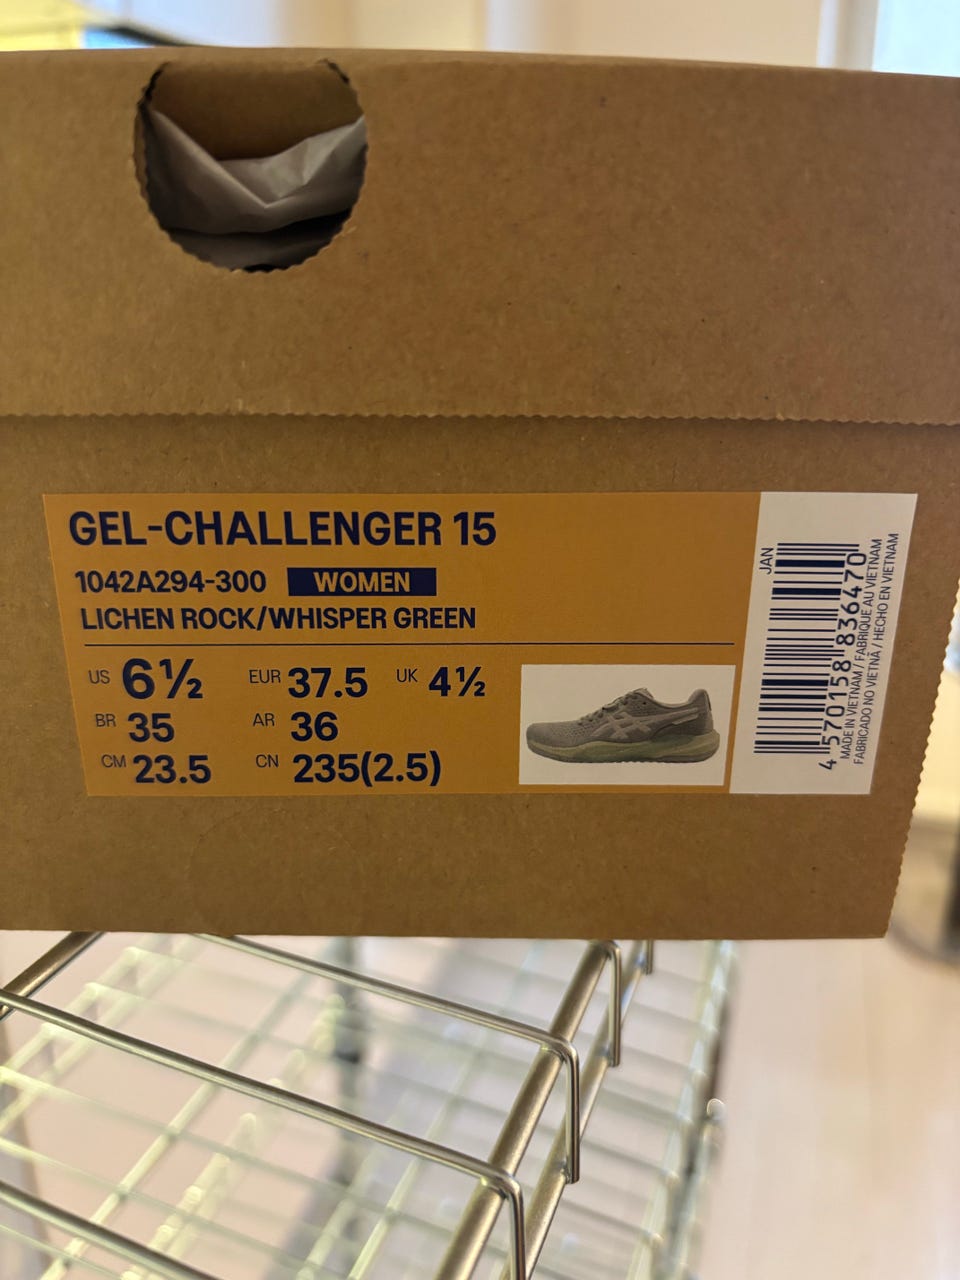 GEL-CHALLENGER 15
1042A294-300 WOMEN
LICHEN ROCK/WHISPER GREEN
US 6½ EUR 37.5 UK 4½
BR 35 AR 36
CM 23.5 CN 235(2.5)
JAN
4 570158 836470
MADE IN VIETNAM / FABRIQUE AU VIETNAM
FABRICADO NO VIETNÃ / HECHO EN VIETNAM